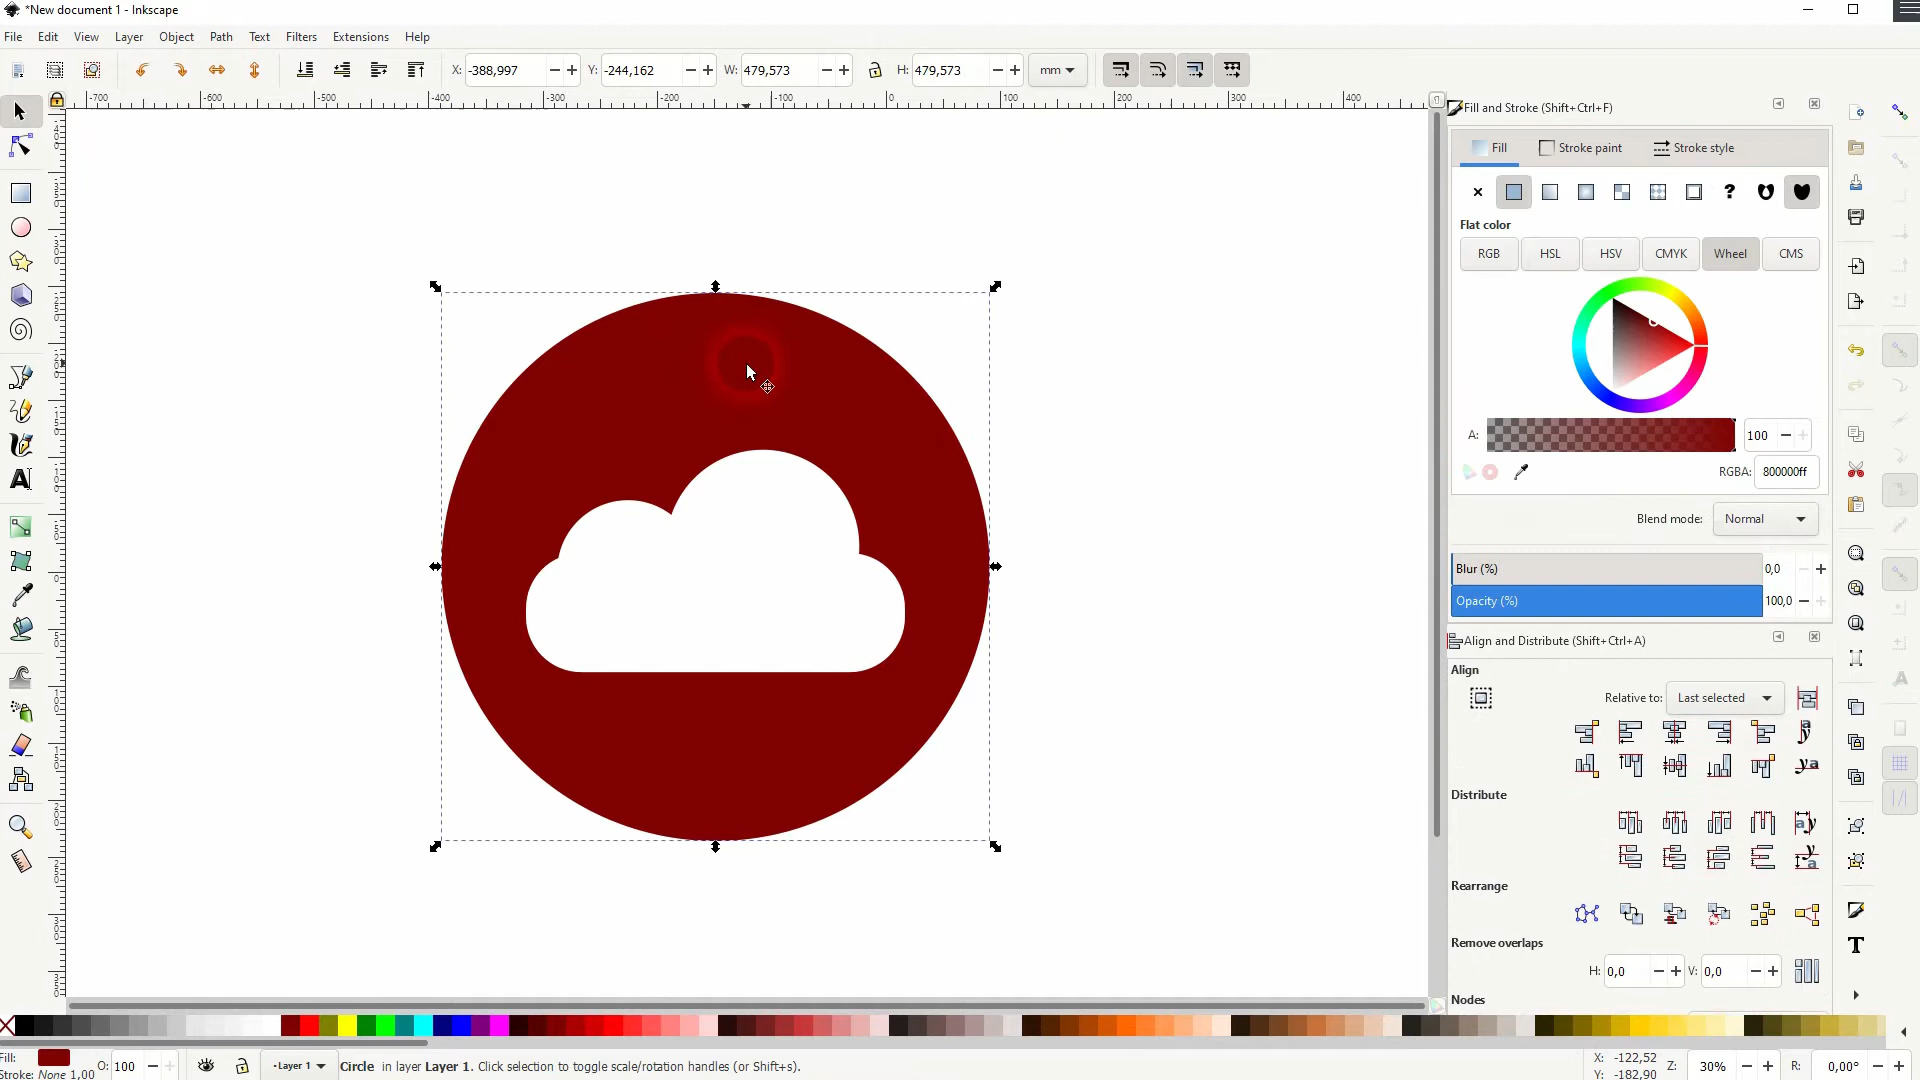 *New document 1 - Inkscape
File Edit View Layer Object Path Text Filters Extensions Help
X: -388,997 Y: -244,162 W: 479,573 H: 479,573 mm
-700 -600 -500 -400 -300 -200 -100 0 100 200 300 400
Fill and Stroke (Shift+Ctrl+F)
Fill Stroke paint Stroke style
Flat color
RGB HSL HSV CMYK Wheel CMS
A: 100
RGBA: 800000ff
Blend mode: Normal
Blur (%) 0,0
Opacity (%) 100,0
Align and Distribute (Shift+Ctrl+A)
Align
Relative to: Last selected
Distribute
Rearrange
Remove overlaps
H: 0,0 V: 0,0
Nodes
Fill: O: 100 Layer 1 Circle in layer Layer 1. Click selection to toggle scale/rotation handles (or Shift+s).
Stroke: None 1,00
X: -122,52
Y: -182,90
Z: 30% R: 0,00°